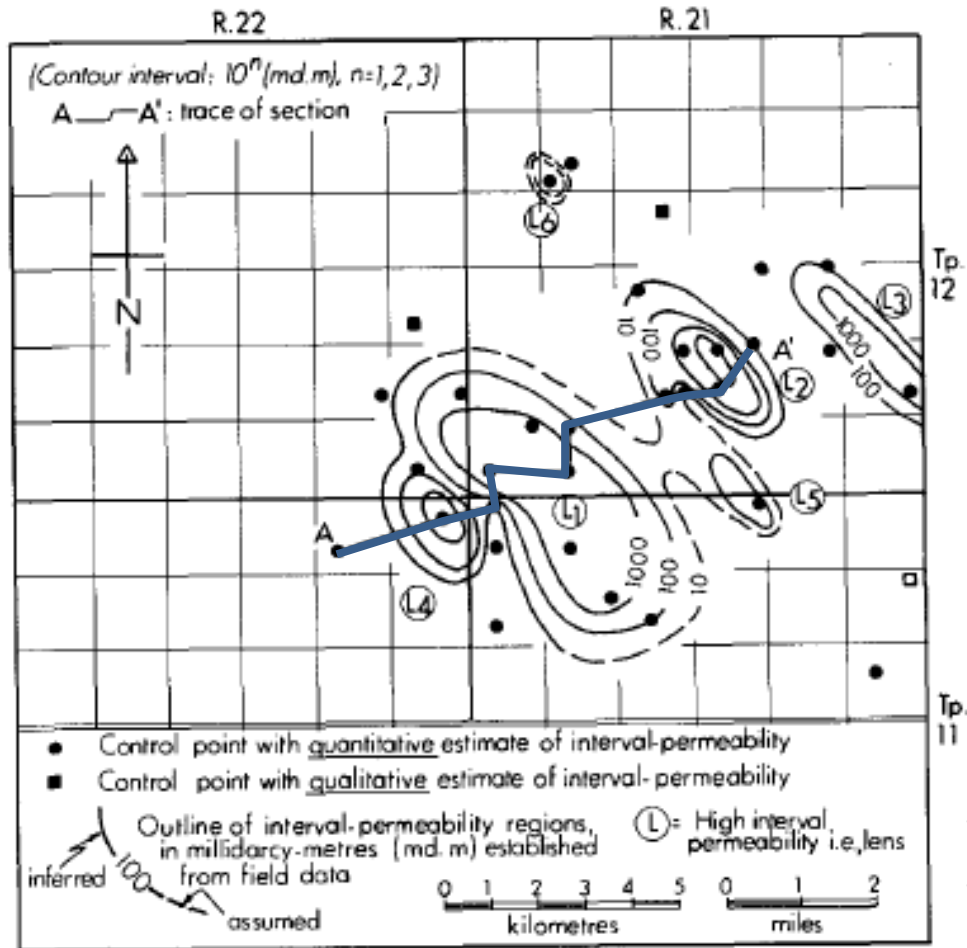 R.22 R.21
(Contour interval: 10ⁿ(md.m), n=1,2,3)
A A' : trace of section
N
L6
Tp. 12
L3
10 100 1000 100
A'
L2
L5
L1
A
1000 100 10
L4
Tp. 11
● Control point with quantitative estimate of interval-permeability
■ Control point with qualitative estimate of interval-permeability
Outline of interval-permeability regions, in millidarcy-metres (md. m) established from field data
inferred 100 assumed
Ⓛ = High interval permeability i.e., lens
0 1 2 3 4 5
kilometres
0 1 2
miles